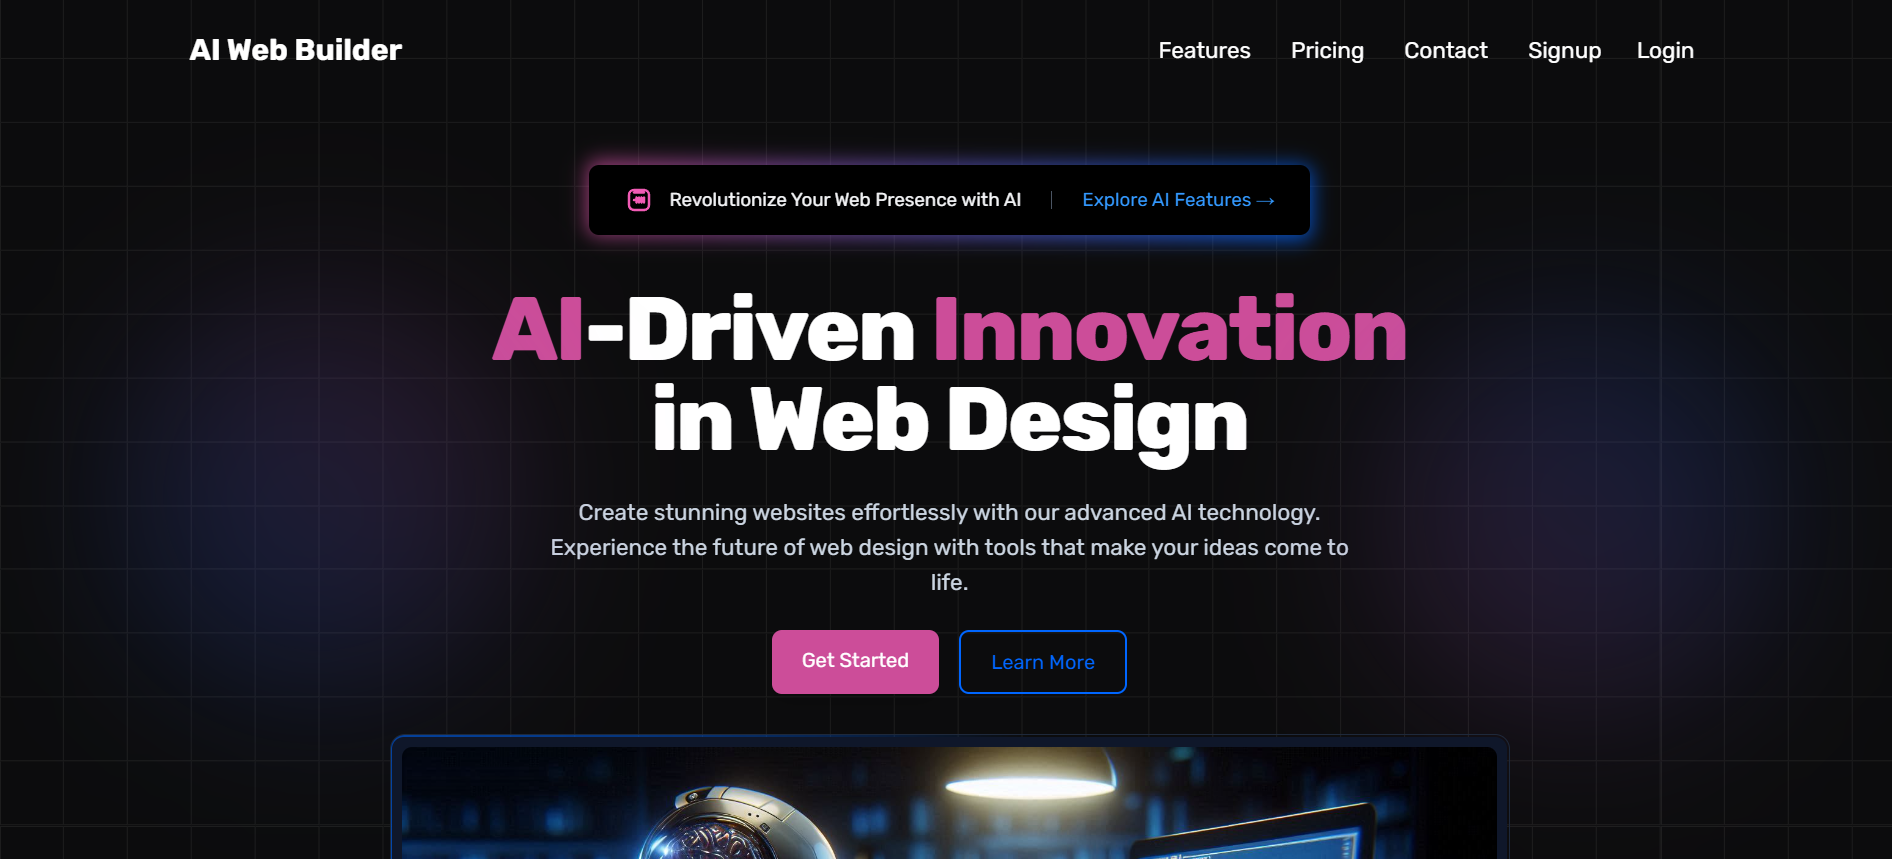 AI Web Builder
Features Pricing Contact Signup Login
Revolutionize Your Web Presence with AI | Explore AI Features →
AI-Driven Innovation
in Web Design
Create stunning websites effortlessly with our advanced AI technology.
Experience the future of web design with tools that make your ideas come to
life.
Get Started Learn More